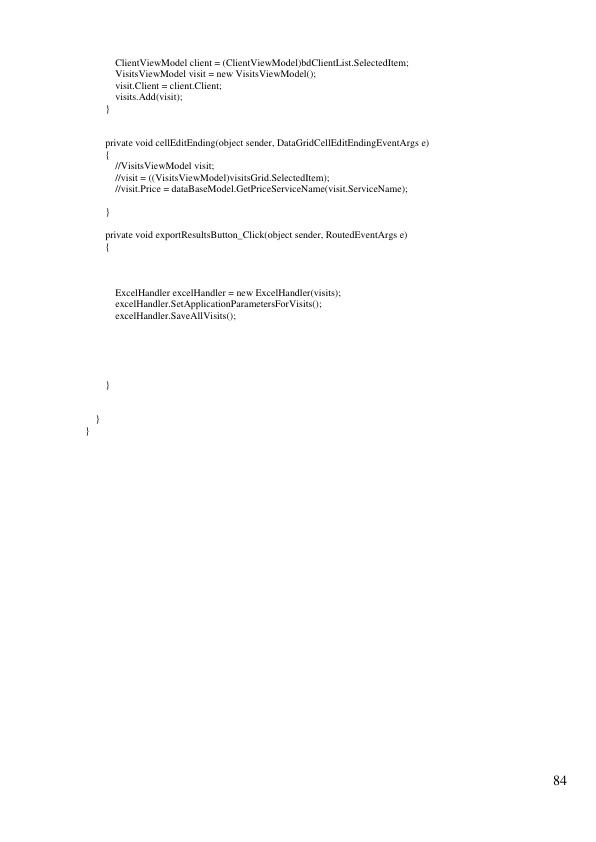 ClientViewModel client = (ClientViewModel)bdClientList.SelectedItem;
VisitsViewModel visit = new VisitsViewModel();
visit.Client = client.Client;
visits.Add(visit);
}
private void cellEditEnding(object sender, DataGridCellEditEndingEventArgs e)
{
//VisitsViewModel visit;
//visit = ((VisitsViewModel)visitsGrid.SelectedItem);
//visit.Price = dataBaseModel.GetPriceServiceName(visit.ServiceName);
}
private void exportResultsButton_Click(object sender, RoutedEventArgs e)
{
ExcelHandler excelHandler = new ExcelHandler(visits);
excelHandler.SetApplicationParametersForVisits();
excelHandler.SaveAllVisits();
}
}
}
84